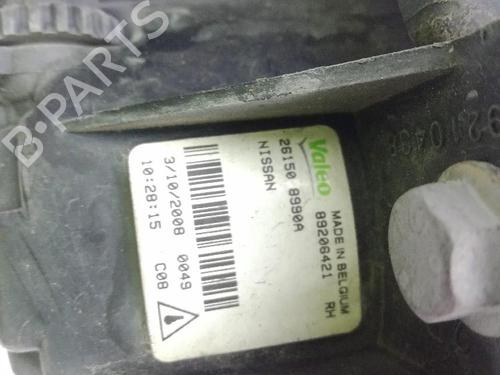 Valeo
MADE IN BELGIUM
89206421 RH
26150 8990A
NISSAN
3/10/2008 0049
10:28:15 C08
B-PARTS